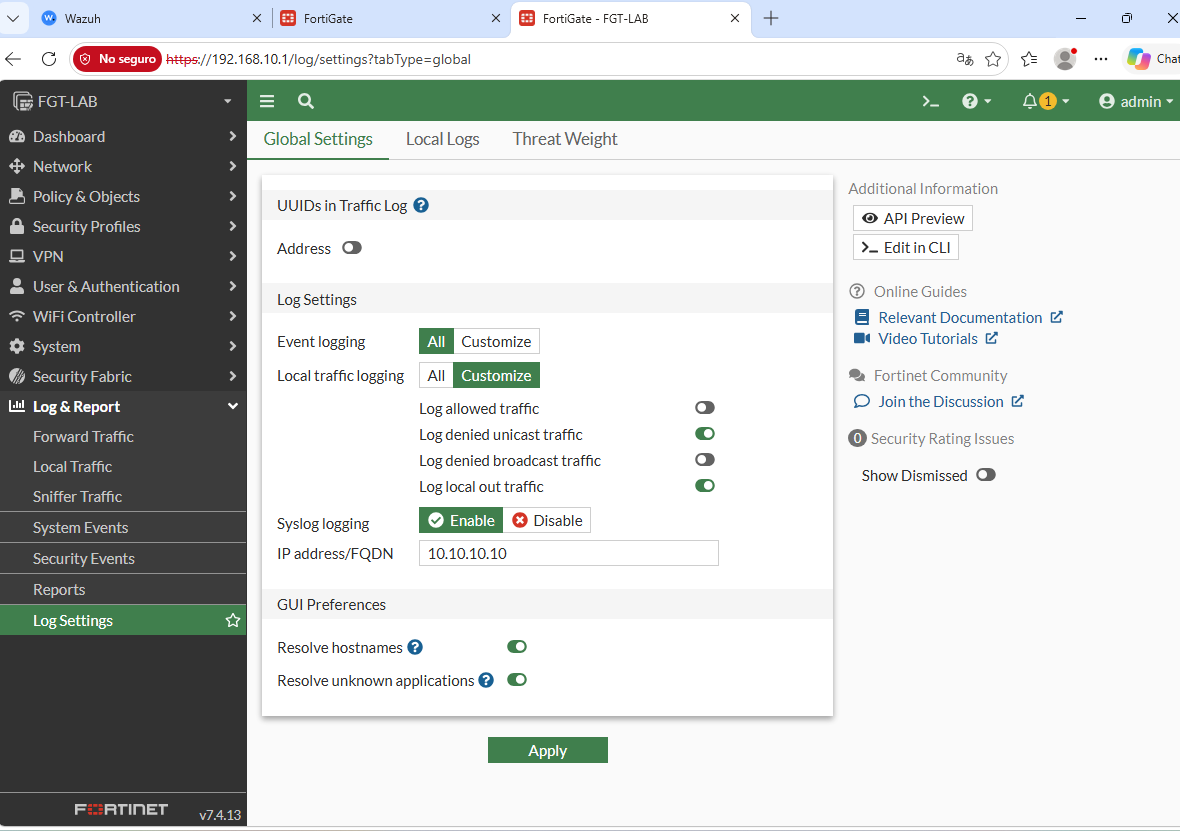 Wazuh
FortiGate
FortiGate - FGT-LAB
No seguro https://192.168.10.1/log/settings?tabType=global
Chat
FGT-LAB
1
admin
Dashboard
Network
Policy & Objects
Security Profiles
VPN
User & Authentication
WiFi Controller
System
Security Fabric
Log & Report
Forward Traffic
Local Traffic
Sniffer Traffic
System Events
Security Events
Reports
Log Settings
FORTINET v7.4.13
Global Settings Local Logs Threat Weight
UUIDs in Traffic Log
Address
Log Settings
Event logging All Customize
Local traffic logging All Customize
Log allowed traffic
Log denied unicast traffic
Log denied broadcast traffic
Log local out traffic
Syslog logging Enable Disable
IP address/FQDN 10.10.10.10
GUI Preferences
Resolve hostnames
Resolve unknown applications
Apply
Additional Information
API Preview
>_ Edit in CLI
Online Guides
Relevant Documentation
Video Tutorials
Fortinet Community
Join the Discussion
0 Security Rating Issues
Show Dismissed